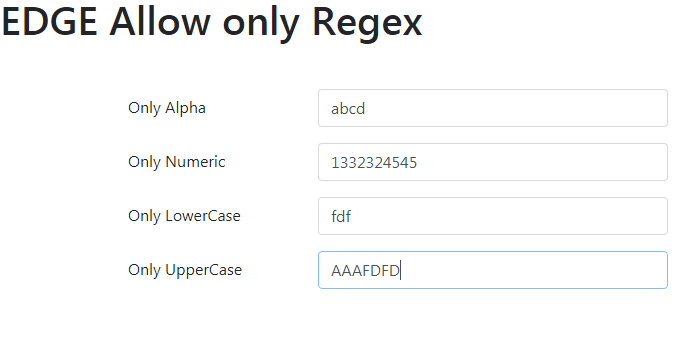 EDGE Allow only Regex
Only Alpha abcd
Only Numeric 1332324545
Only LowerCase fdf
Only UpperCase AAAFDFD